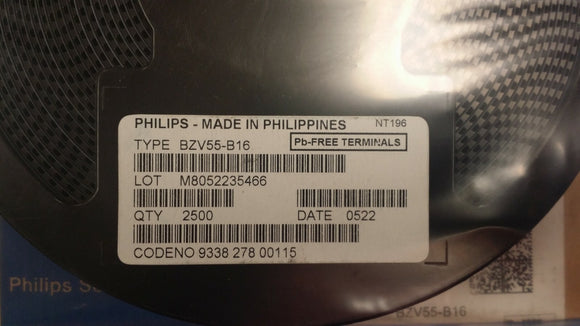 PHILIPS - MADE IN PHILIPPINES NT196
TYPE BZV55-B16 Pb-FREE TERMINALS
LOT M8052235466
QTY 2500 DATE 0522
CODENO 9338 278 00115
Philips
BZV55-B16